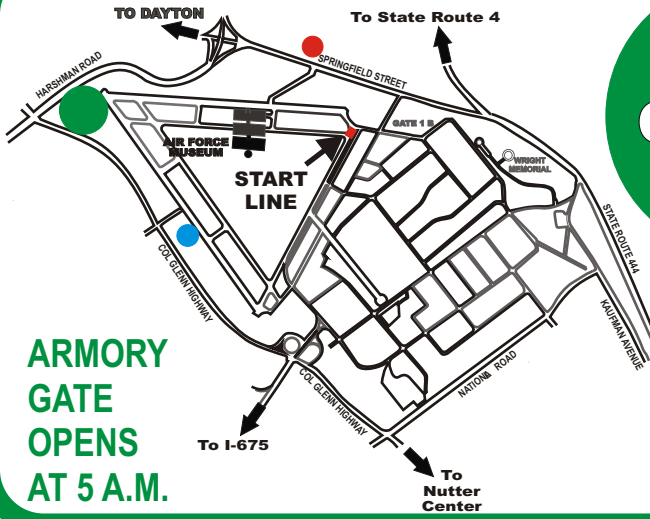 TO DAYTON
To State Route 4
HARSHMAN ROAD
SPRINGFIELD STREET
GATE 1 B
AIR FORCE
MUSEUM
START
LINE
WRIGHT
MEMORIAL
STATE ROUTE 444
KAUFMAN AVENUE
COL GLENN HIGHWAY
NATIONAL ROAD
COL GLENN HIGHWAY
ARMORY
GATE
OPENS
AT 5 A.M.
To I-675
To
Nutter
Center